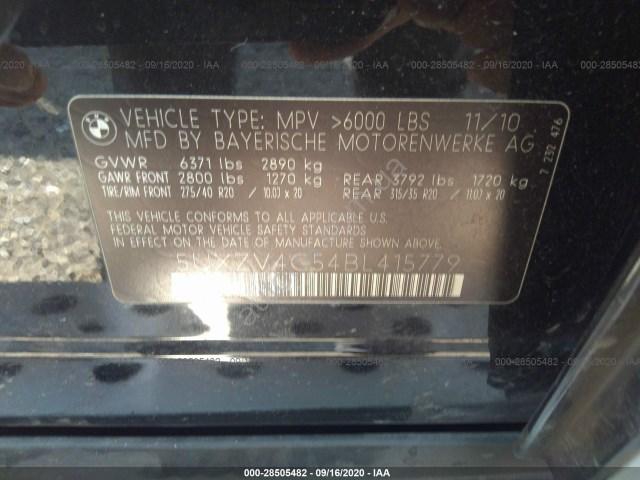 000-28505482 - 09/16/2020 - IAA
VEHICLE TYPE: MPV >6000 LBS 11/10
MFD BY BAYERISCHE MOTORENWERKE AG
GVWR 6371 lbs 2890 kg
GAWR FRONT 2800 lbs 1270 kg REAR 3792 lbs 1720 kg
TIRE/RIM FRONT 275/40 R20 / 10.0J x 20 REAR 315/35 R20 / 11.0J x 20
THIS VEHICLE CONFORMS TO ALL APPLICABLE U.S.
FEDERAL MOTOR VEHICLE SAFETY STANDARDS
IN EFFECT ON THE DATE OF MANUFACTURE SHOWN ABOVE.
7 232 476
000-28505482 - 09/16/2020 - IAA